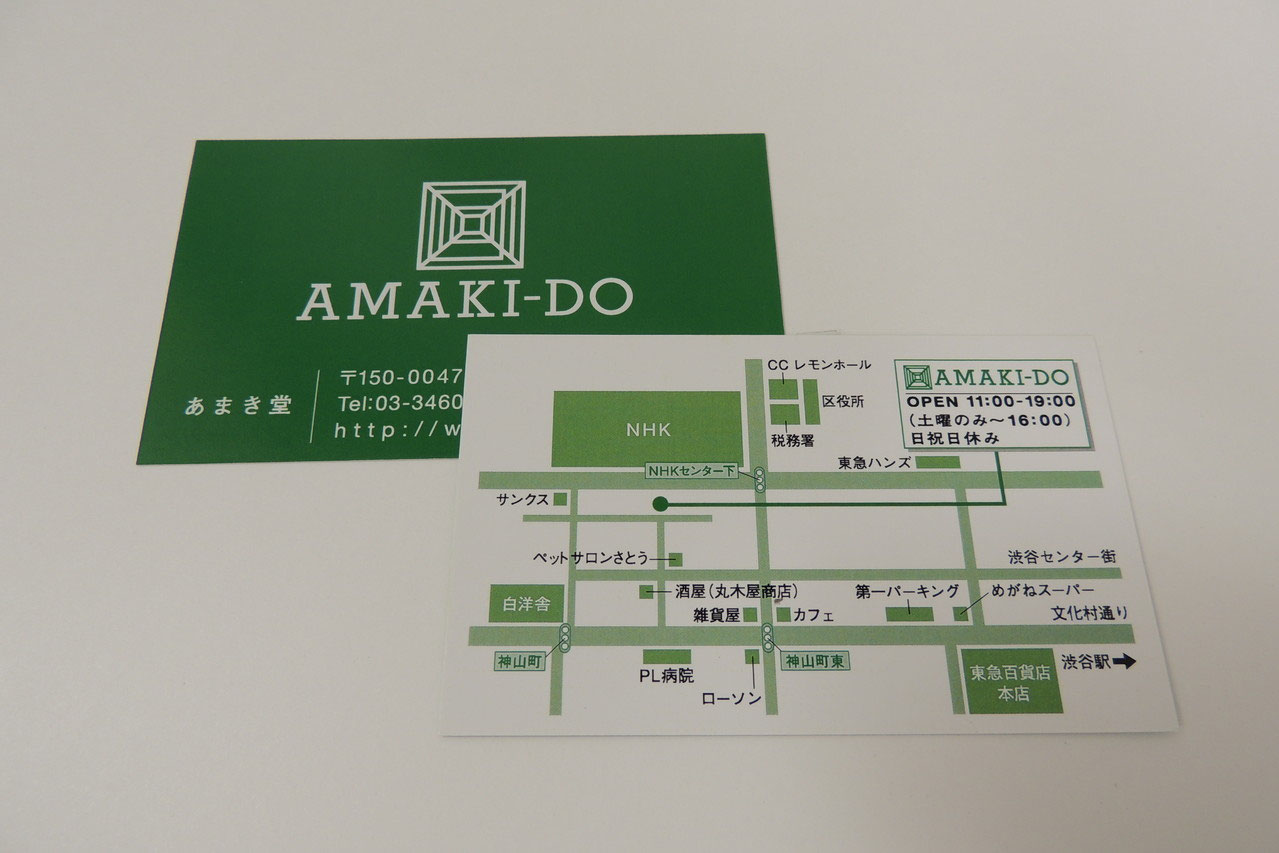 AMAKI-DO
あまき堂
〒150-0047
Tel:03-3460
http://w
CC レモンホール
区役所
税務署
NHK
NHKセンター下
AMAKI-DO
OPEN 11:00-19:00
(土曜のみ～16:00)
日祝日休み
東急ハンズ
サンクス
ペットサロンさとう
渋谷センター街
白洋舎
酒屋(丸木屋商店)
第一パーキング
めがねスーパー
雑貨屋
カフェ
文化村通り
神山町
PL病院
神山町東
ローソン
東急百貨店
本店
渋谷駅